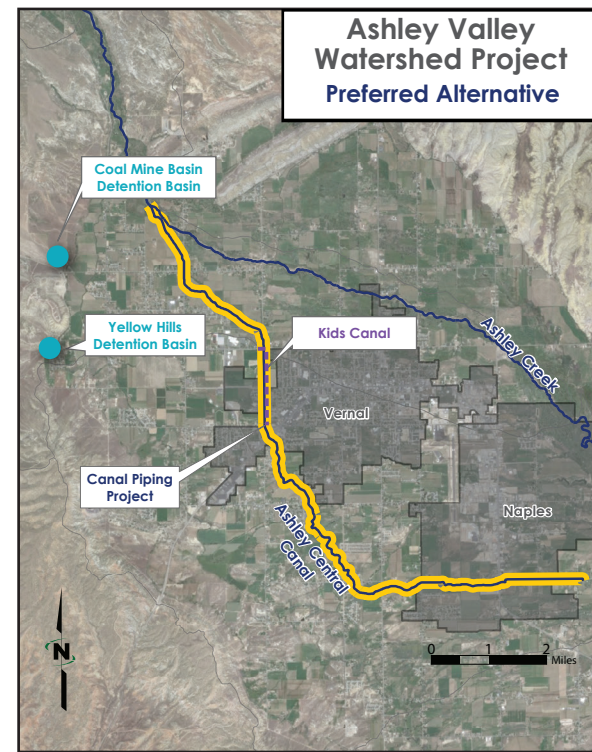 Ashley Valley
Watershed Project
Preferred Alternative
Coal Mine Basin
Detention Basin
Yellow Hills
Detention Basin
Kids Canal
Ashley Creek
Vernal
Canal Piping
Project
Ashley Central
Canal
Naples
N
0 1 2
Miles